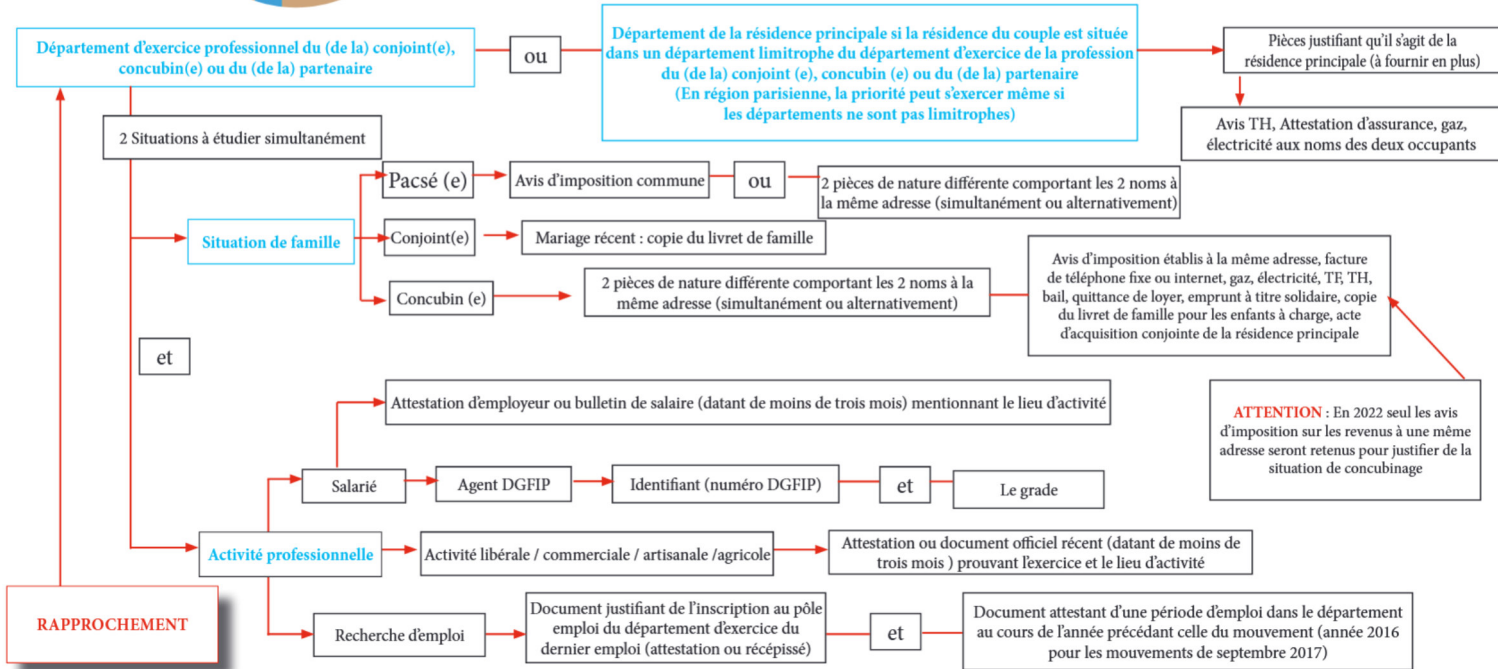 Département d'exercice professionnel du (de la) conjoint(e),
concubin(e) ou du (de la) partenaire
ou
Département de la résidence principale si la résidence du couple est située
dans un département limitrophe du département d'exercice de la profession
du (de la) conjoint (e), concubin (e) ou du (de la) partenaire
(En région parisienne, la priorité peut s'exercer même si
les départements ne sont pas limitrophes)
Pièces justifiant qu'il s'agit de la
résidence principale (à fournir en plus)
Avis TH, Attestation d'assurance, gaz,
électricité aux noms des deux occupants
2 Situations à étudier simultanément
Situation de famille
Pacsé (e)
Avis d'imposition commune
ou
2 pièces de nature différente comportant les 2 noms à
la même adresse (simultanément ou alternativement)
Conjoint(e)
Mariage récent : copie du livret de famille
Concubin (e)
2 pièces de nature différente comportant les 2 noms à la
même adresse (simultanément ou alternativement)
Avis d'imposition établis à la même adresse, facture
de téléphone fixe ou internet, gaz, électricité, TF, TH,
bail, quittance de loyer, emprunt à titre solidaire, copie
du livret de famille pour les enfants à charge, acte
d'acquisition conjointe de la résidence principale
ATTENTION : En 2022 seul les avis
d'imposition sur les revenus à une même
adresse seront retenus pour justifier de la
situation de concubinage
et
Attestation d'employeur ou bulletin de salaire (datant de moins de trois mois) mentionnant le lieu d'activité
Salarié
Agent DGFIP
Identifiant (numéro DGFIP)
et
Le grade
Activité professionnelle
Activité libérale / commerciale / artisanale /agricole
Attestation ou document officiel récent (datant de moins de
trois mois ) prouvant l'exercice et le lieu d'activité
Recherche d'emploi
Document justifiant de l'inscription au pôle
emploi du département d'exercice du
dernier emploi (attestation ou récépissé)
et
Document attestant d'une période d'emploi dans le département
au cours de l'année précédant celle du mouvement (année 2016
pour les mouvements de septembre 2017)
RAPPROCHEMENT